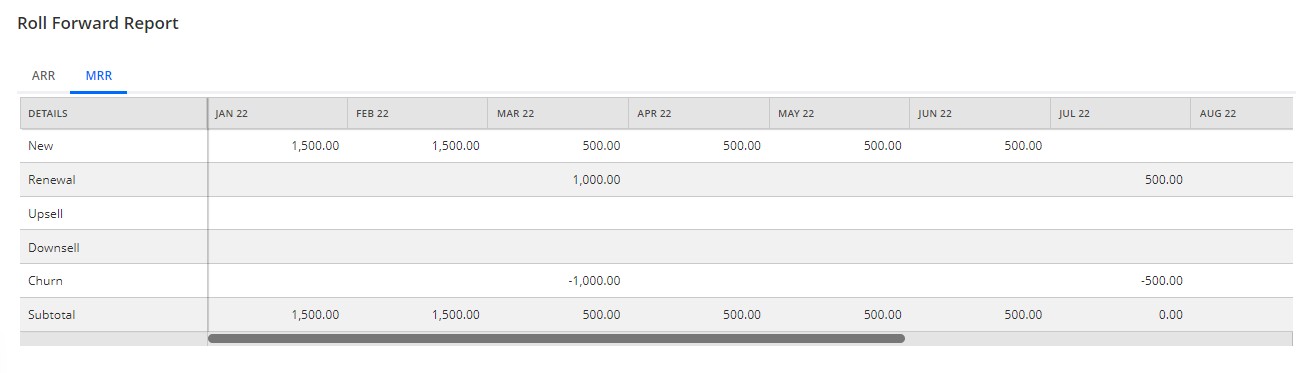 Roll Forward Report
ARR MRR
DETAILS JAN 22 FEB 22 MAR 22 APR 22 MAY 22 JUN 22 JUL 22 AUG 22
New 1,500.00 1,500.00 500.00 500.00 500.00 500.00
Renewal 1,000.00 500.00
Upsell
Downsell
Churn -1,000.00 -500.00
Subtotal 1,500.00 1,500.00 500.00 500.00 500.00 500.00 0.00